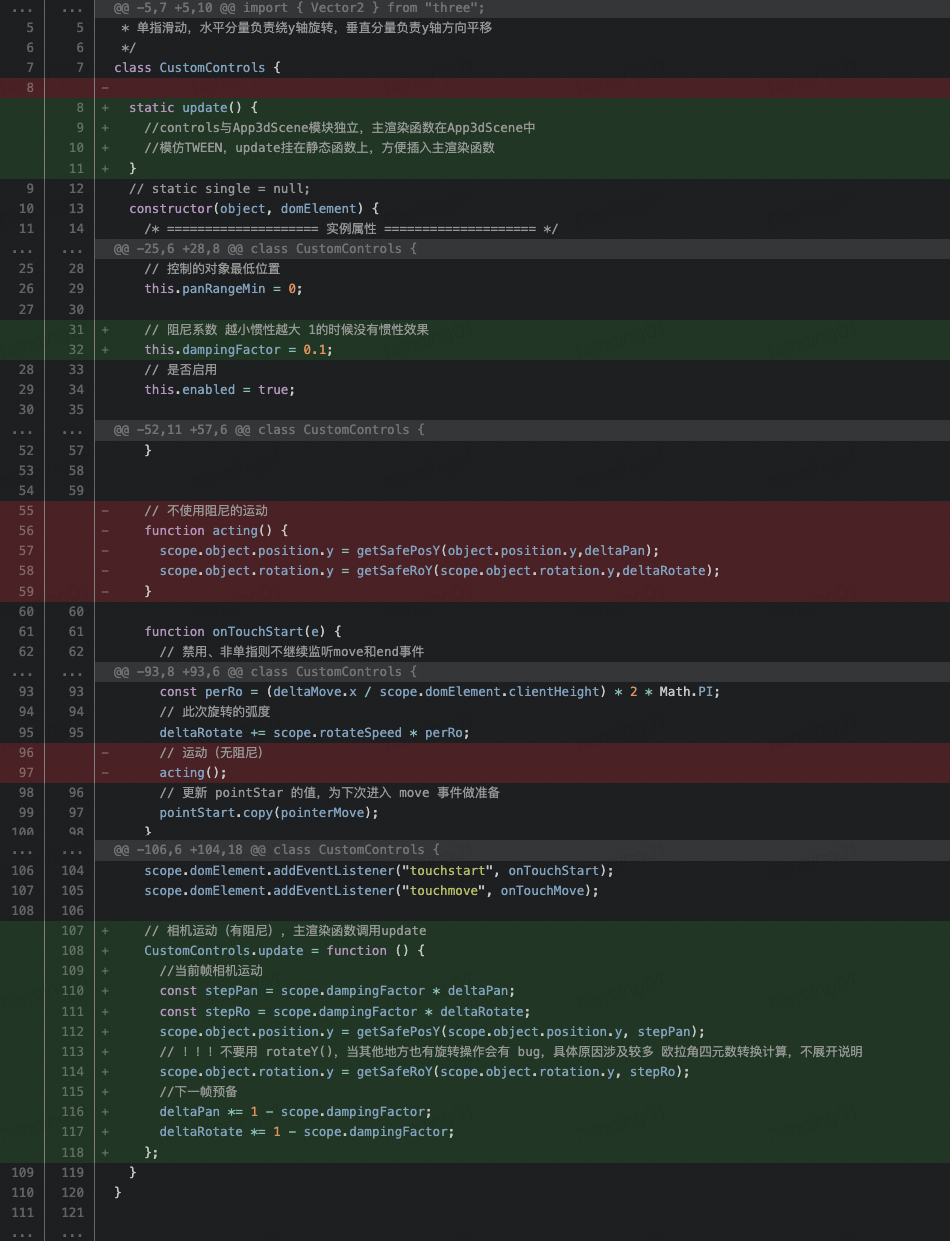 ... ... @@ -5,7 +5,10 @@ import { Vector2 } from "three";
5 5 * 单指滑动，水平分量负责绕y轴旋转，垂直分量负责y轴方向平移
6 6 */
7 7 class CustomControls {
8 -
8 + static update() {
9 + //controls与App3dScene模块独立，主渲染函数在App3dScene中
10 + //模仿TWEEN，update挂在静态函数上，方便插入主渲染函数
11 + }
9 12 // static single = null;
10 13 constructor(object, domElement) {
11 14 /* ==================== 实例属性 ==================== */
... ... @@ -25,6 +28,8 @@ class CustomControls {
25 28 // 控制的对象最低位置
26 29 this.panRangeMin = 0;
27 30
31 + // 阻尼系数 越小惯性越大 1的时候没有惯性效果
32 + this.dampingFactor = 0.1;
28 33 // 是否启用
29 34 this.enabled = true;
30 35
... ... @@ -52,11 +57,6 @@ class CustomControls {
52 57 }
53 58
54 59
55 - // 不使用阻尼的运动
56 - function acting() {
57 - scope.object.position.y = getSafePosY(object.position.y,deltaPan);
58 - scope.object.rotation.y = getSafeRoY(scope.object.rotation.y,deltaRotate);
59 - }
60 60
61 61 function onTouchStart(e) {
62 62 // 禁用、非单指则不继续监听move和end事件
... ... @@ -93,8 +93,6 @@ class CustomControls {
93 93 const perRo = (deltaMove.x / scope.domElement.clientHeight) * 2 * Math.PI;
94 94 // 此次旋转的弧度
95 95 deltaRotate += scope.rotateSpeed * perRo;
96 - // 运动（无阻尼）
97 - acting();
98 96 // 更新 pointStar 的值，为下次进入 move 事件做准备
99 97 pointStart.copy(pointerMove);
100 98 }
... ... @@ -106,6 +104,18 @@ class CustomControls {
106 104 scope.domElement.addEventListener("touchstart", onTouchStart);
107 105 scope.domElement.addEventListener("touchmove", onTouchMove);
108 106
107 + // 相机运动（有阻尼），主渲染函数调用update
108 + CustomControls.update = function () {
109 + //当前帧相机运动
110 + const stepPan = scope.dampingFactor * deltaPan;
111 + const stepRo = scope.dampingFactor * deltaRotate;
112 + scope.object.position.y = getSafePosY(scope.object.position.y, stepPan);
113 + // ！！！不要用 rotateY()，当其他地方也有旋转操作会有 bug，具体原因涉及较多 欧拉角四元数转换计算，不展开说明
114 + scope.object.rotation.y = getSafeRoY(scope.object.rotation.y, stepRo);
115 + //下一帧预备
116 + deltaPan *= 1 - scope.dampingFactor;
117 + deltaRotate *= 1 - scope.dampingFactor;
118 + };
109 119 }
110 120 }
111 121
... ...